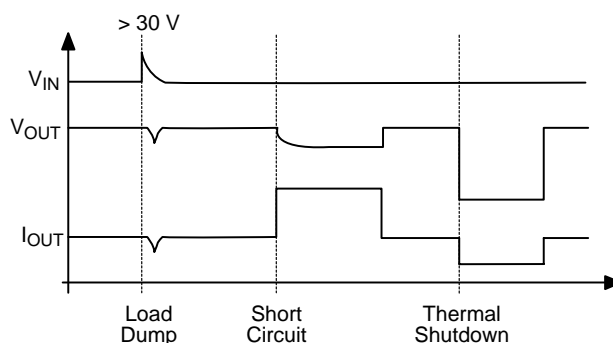 > 30 V
VIN
VOUT
IOUT
Load
Dump
Short
Circuit
Thermal
Shutdown